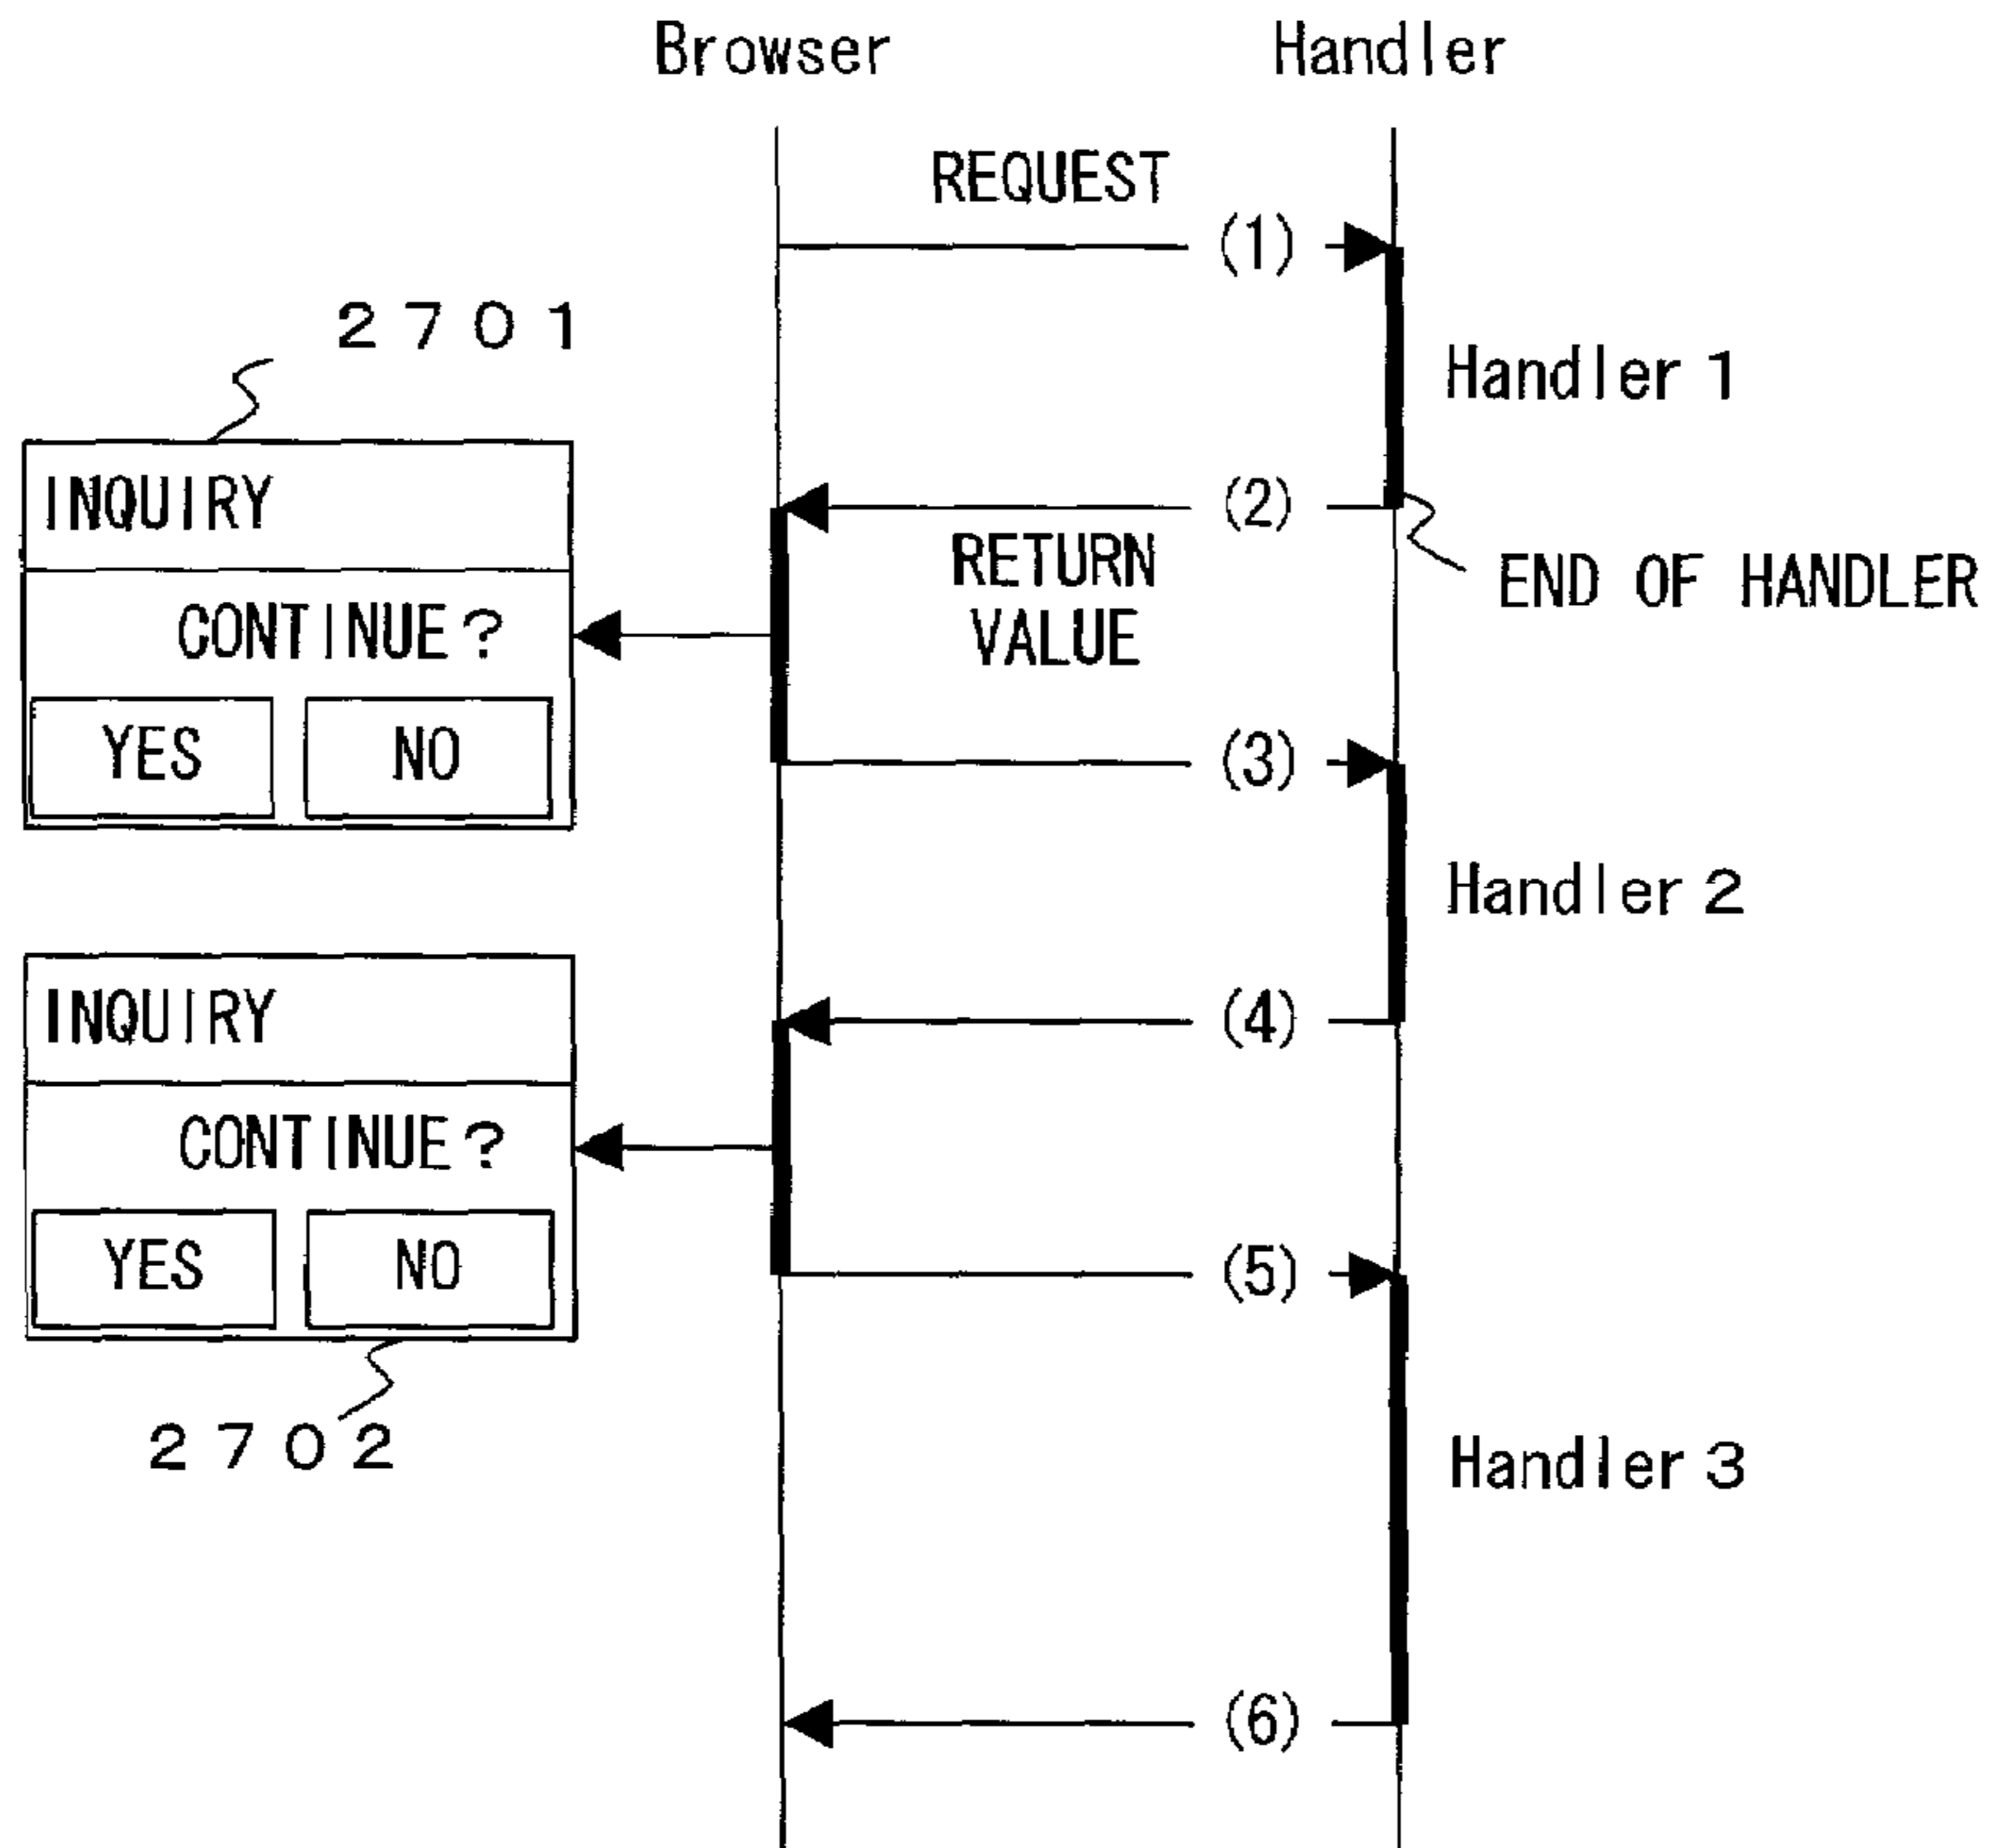 Browser
Handler
REQUEST
(1)
2701
Handler 1
INQUIRY
(2)
RETURN
VALUE
END OF HANDLER
CONTINUE?
YES
NO
(3)
Handler 2
INQUIRY
(4)
CONTINUE?
YES
NO
(5)
2702
Handler 3
(6)